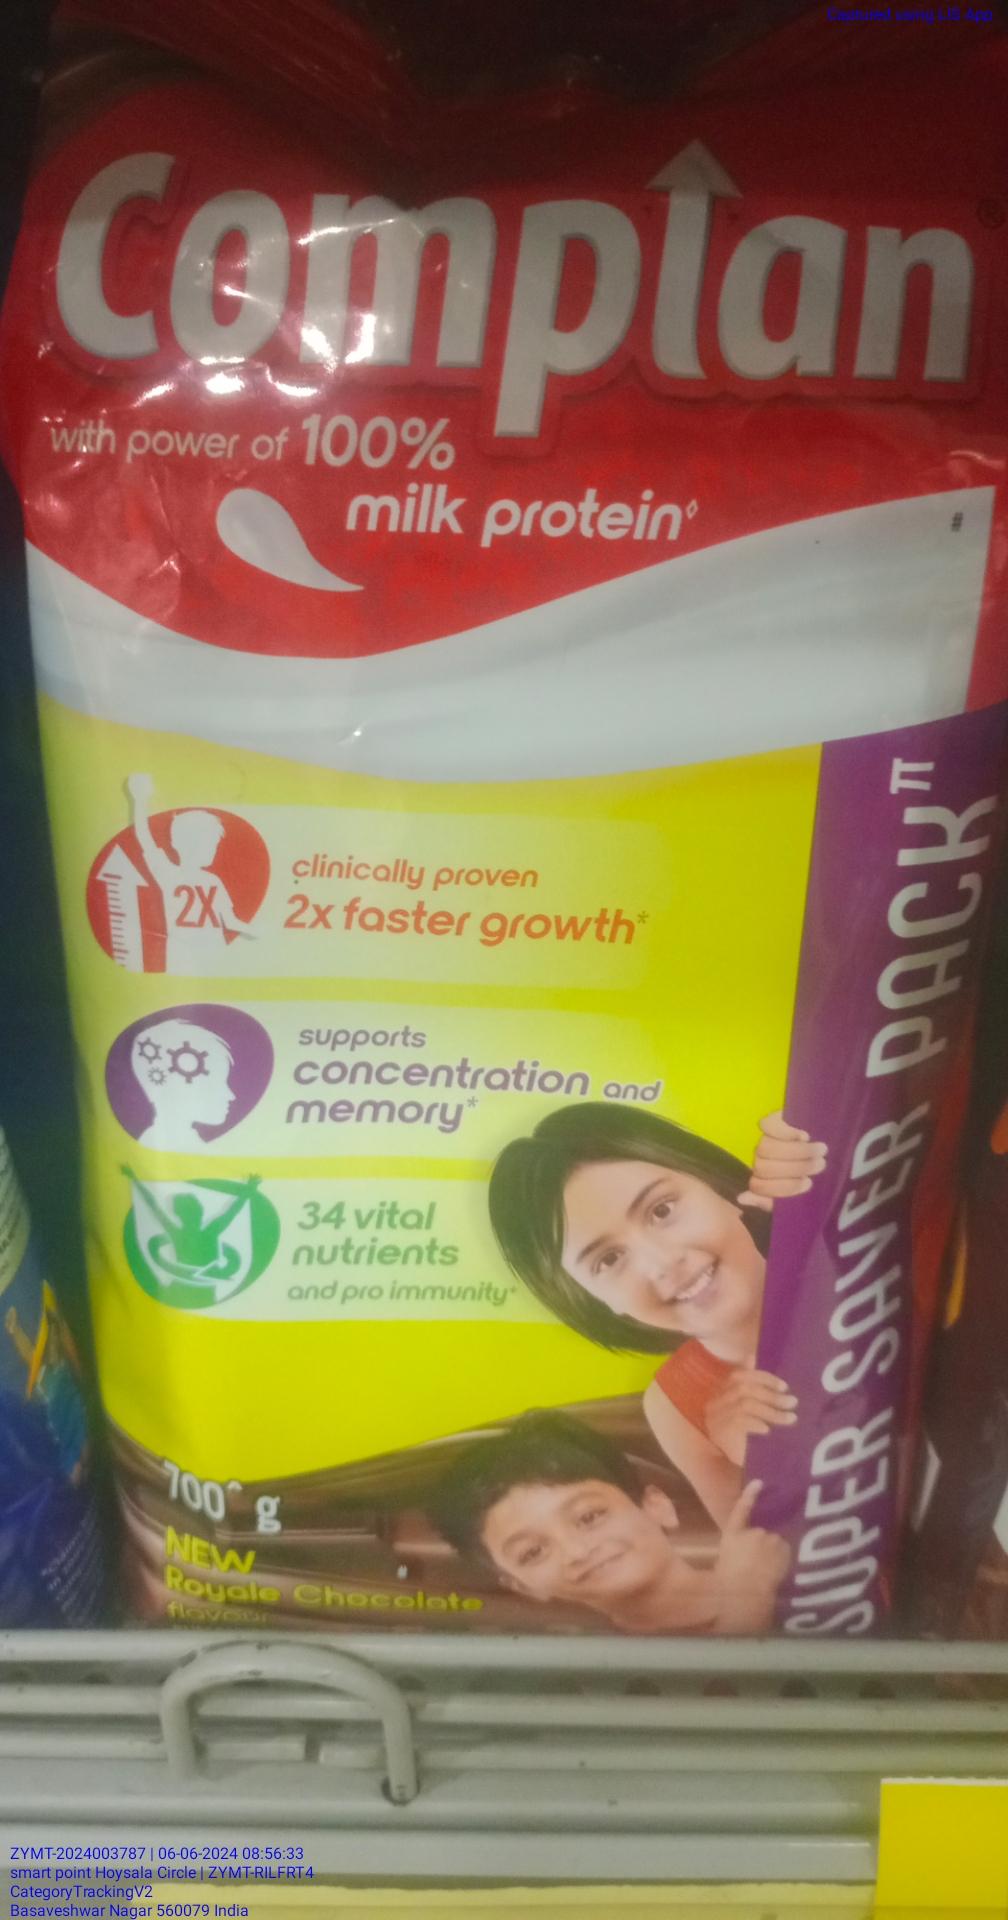 Captured using LIS App
Complan®
with power of 100%
milk protein◊
clinically proven
2x faster growth*
2X
supports
concentration and
memory*
34 vital
nutrients
and pro immunity*
SUPER SAVER PACKπ
700^ g
NEW
Royale Chocolate
flavour
ZYMT-2024003787 | 06-06-2024 08:56:33
smart point Hoysala Circle | ZYMT-RILFRT4
CategoryTrackingV2
Basaveshwar Nagar 560079 India